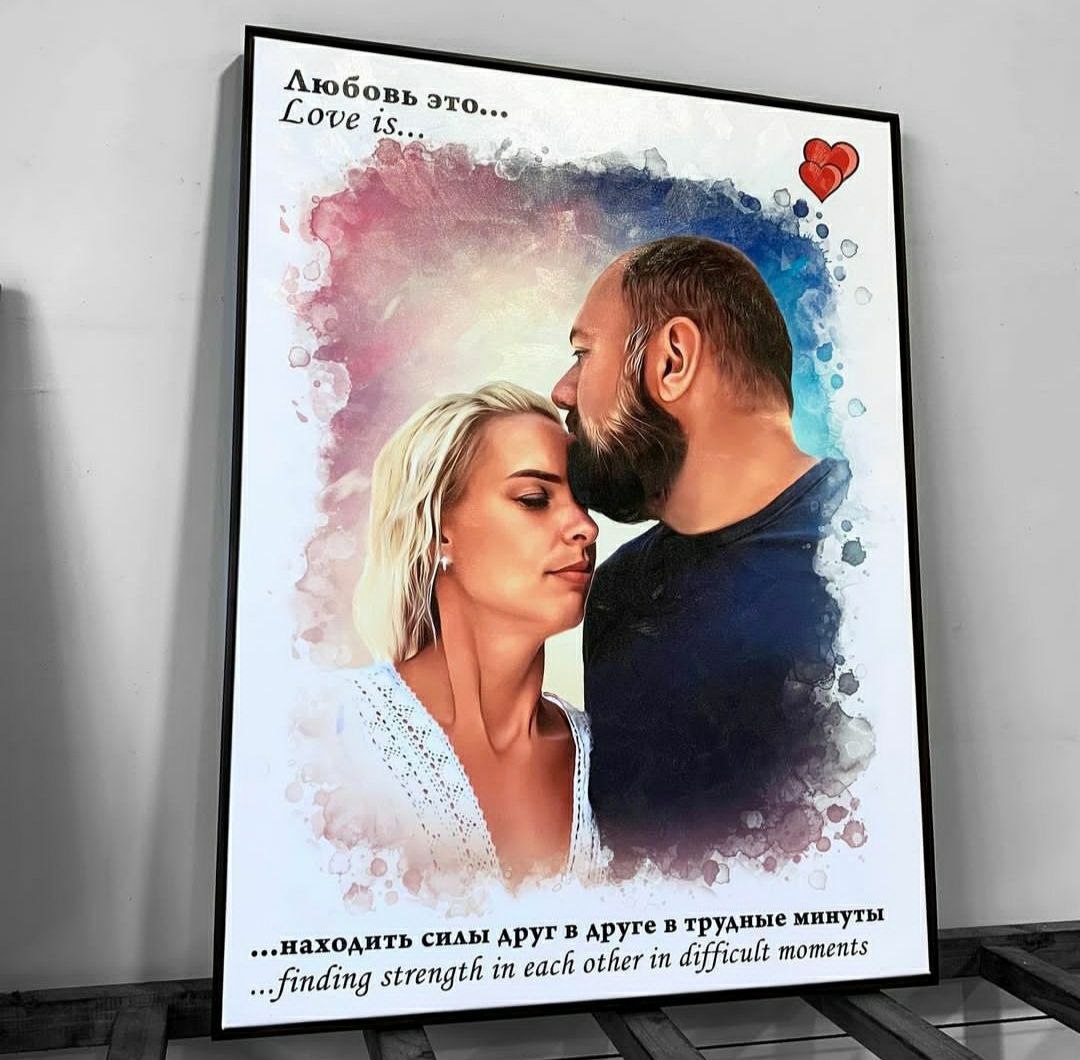 Любовь это...
Love is...
...находить силы друг в друге в трудные минуты
...finding strength in each other in difficult moments